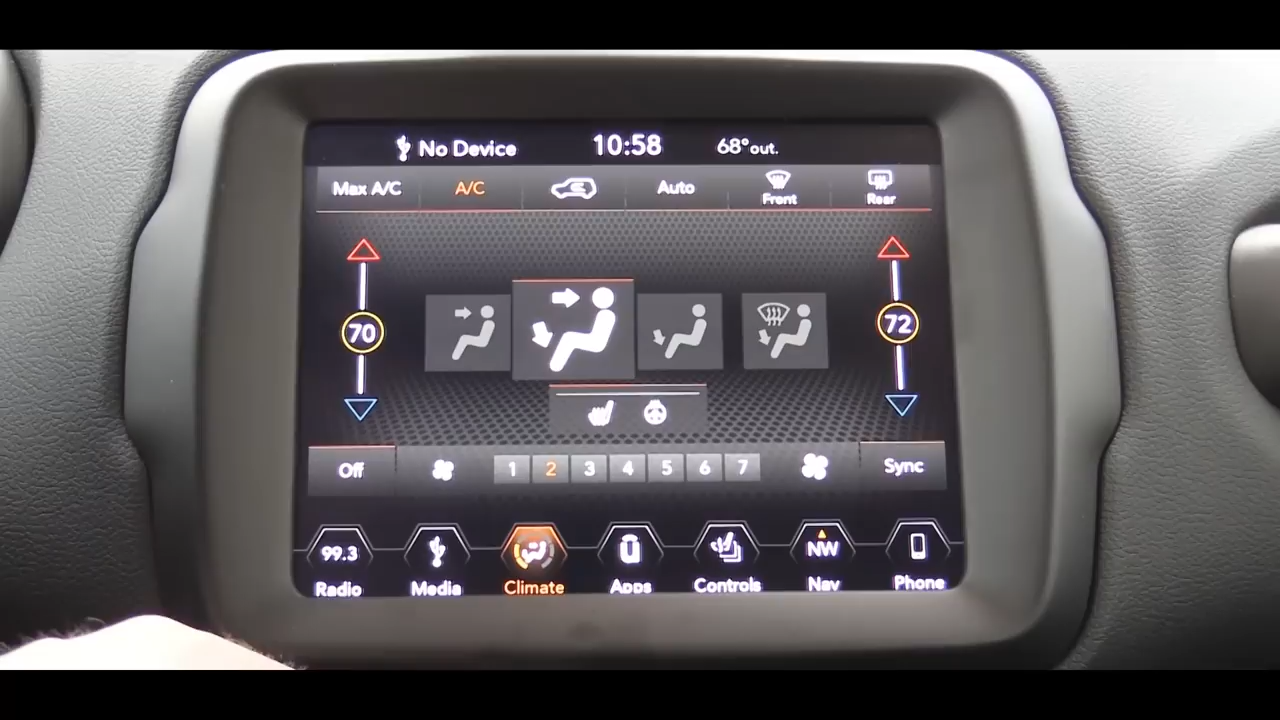 No Device 10:58 68° out.
Max A/C A/C Auto Front Rear
70 72
Off 1 2 3 4 5 6 7 Sync
99.3 NW
Radio Media Climate Apps Controls Nav Phone